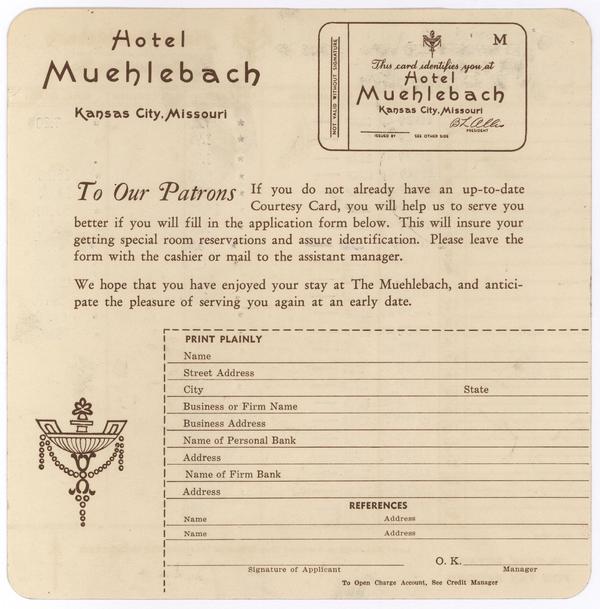 Hotel
Muehlebach
Kansas City, Missouri
NOT VALID WITHOUT SIGNATURE
M
This card identifies you at
Hotel
Muehlebach
Kansas City, Missouri
PRESIDENT
ISSUED BY SEE OTHER SIDE
To Our Patrons If you do not already have an up-to-date
Courtesy Card, you will help us to serve you
better if you will fill in the application form below. This will insure your
getting special room reservations and assure identification. Please leave the
form with the cashier or mail to the assistant manager.
We hope that you have enjoyed your stay at The Muehlebach, and antici-
pate the pleasure of serving you again at an early date.
PRINT PLAINLY
Name
Street Address
City State
Business or Firm Name
Business Address
Name of Personal Bank
Address
Name of Firm Bank
Address
REFERENCES
Name Address
Name Address
O. K.
Signature of Applicant Manager
To Open Charge Account, See Credit Manager